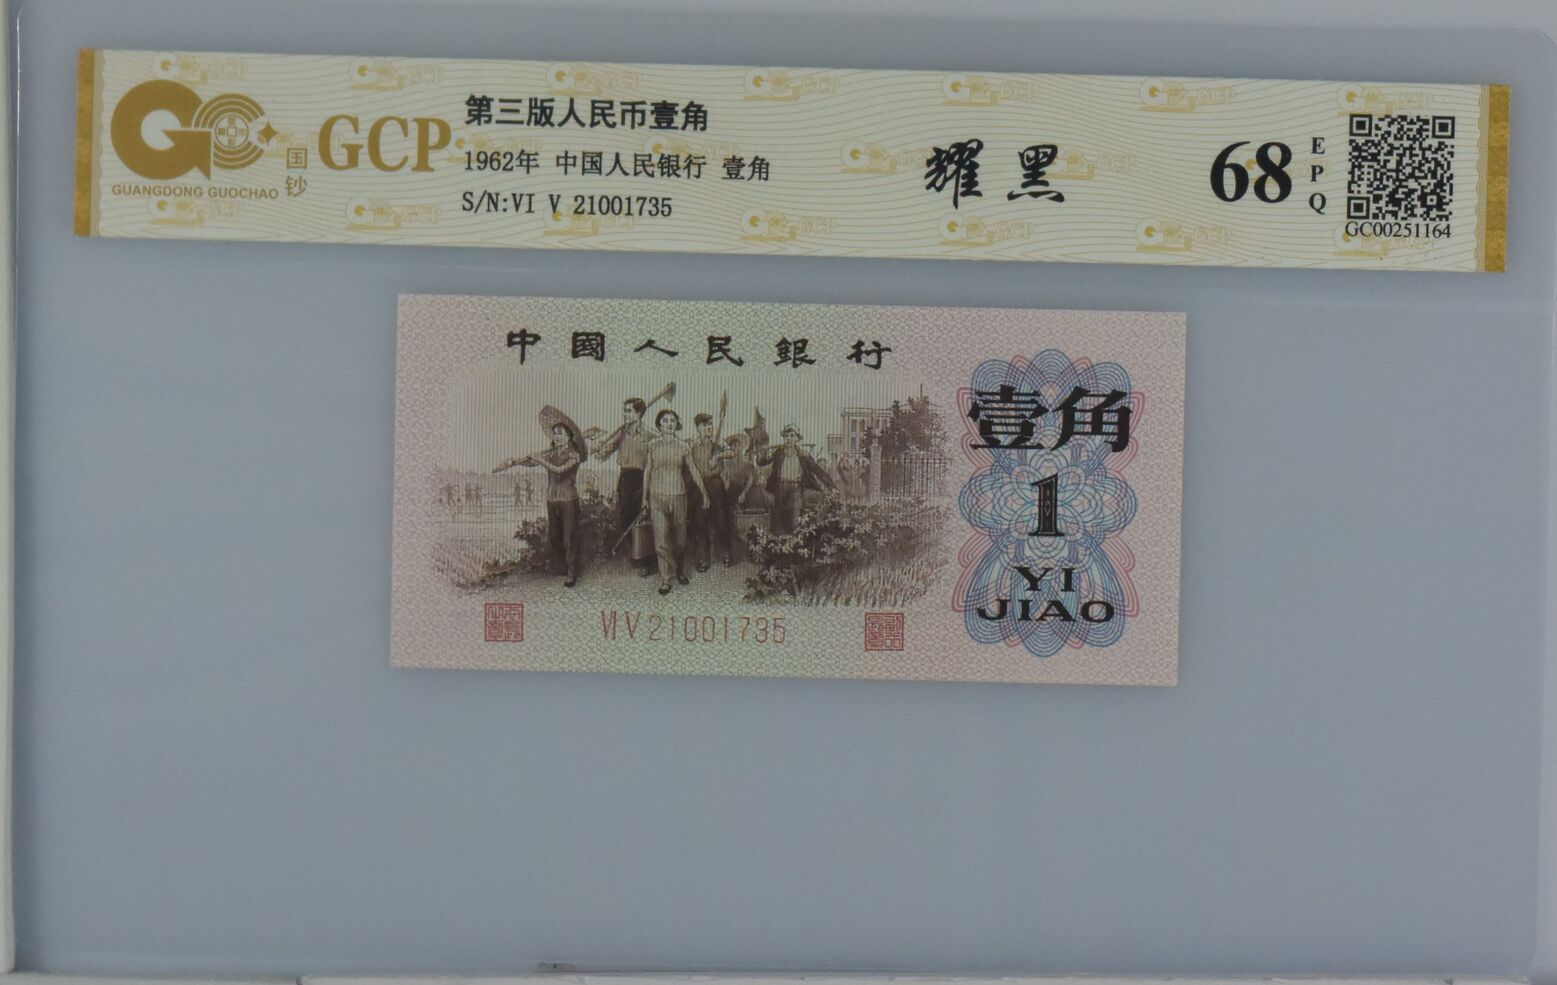 GCP
国钞
GUANGDONG GUOCHAO
第三版人民币壹角
1962年 中国人民银行 壹角
S/N:VI V 21001735
耀黑
68
EPQ
GC00251164
中國人民銀行
壹角
1
YI
JIAO
VI V 21001735